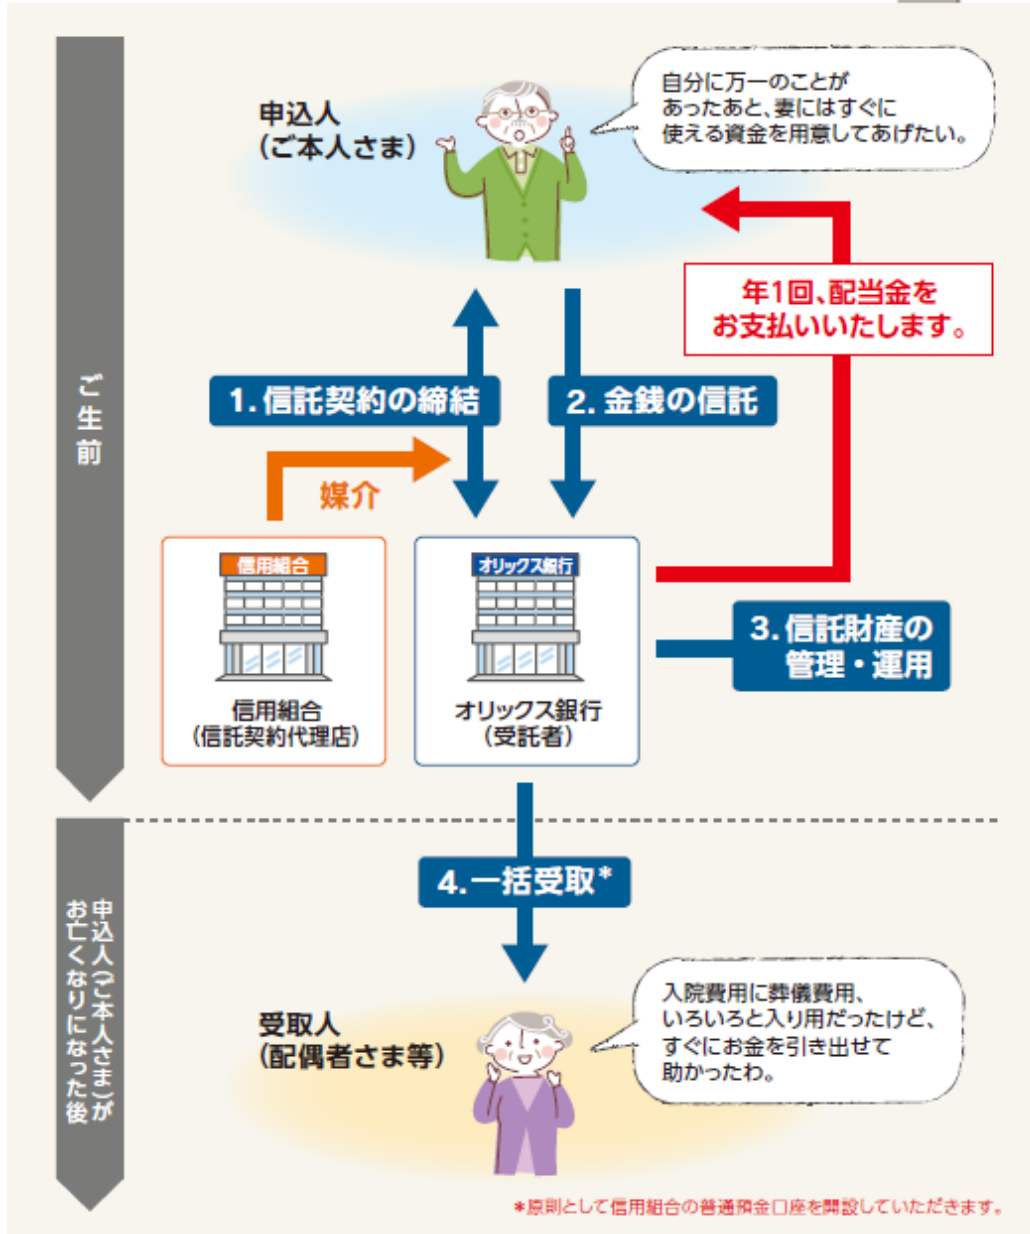 ご生前
申込人
(ご本人さま)
自分に万一のことが
あったあと、妻にはすぐに
使える資金を用意してあげたい。
年1回、配当金を
お支払いいたします。
1.信託契約の締結
2.金銭の信託
媒介
信用組合
オリックス銀行
3.信託財産の
管理・運用
信用組合
(信託契約代理店)
オリックス銀行
(受託者)
申込人(ご本人さま)が
お亡くなりになった後
4.一括受取*
受取人
(配偶者さま等)
入院費用に葬儀費用、
いろいろと入り用だったけど、
すぐにお金を引き出せて
助かったわ。
*原則として信用組合の普通預金口座を開設していただきます。